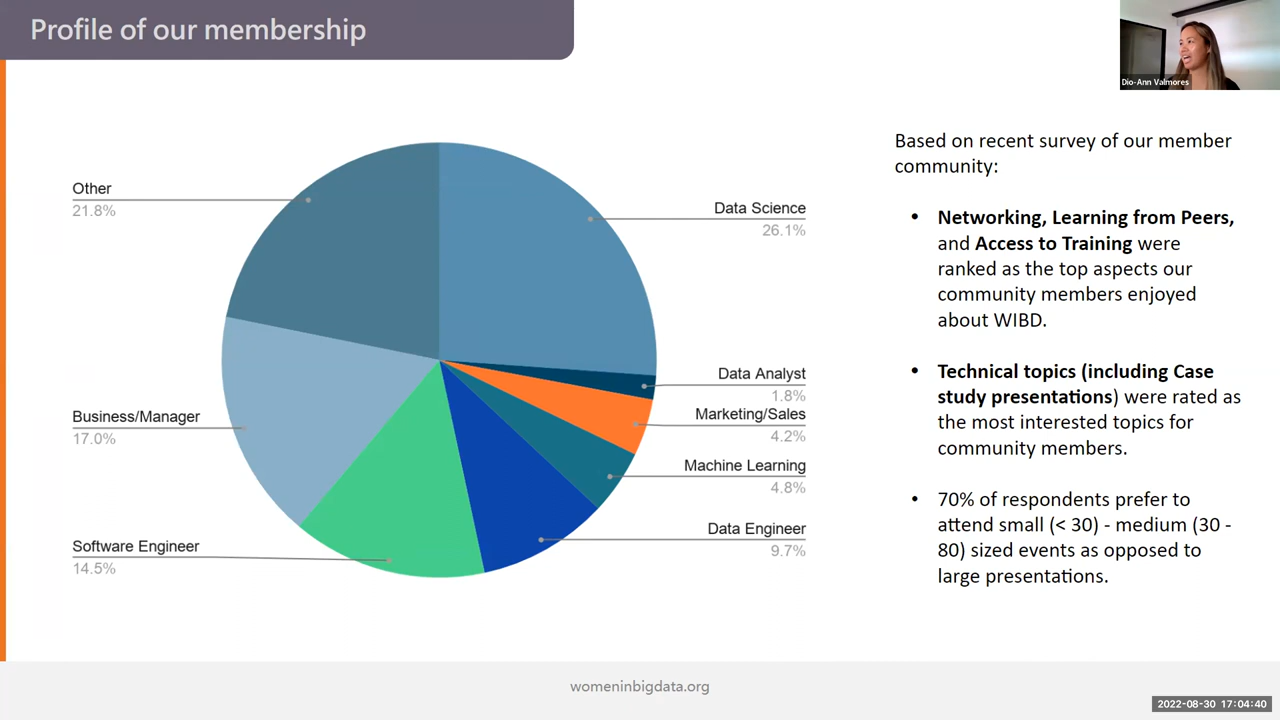 Profile of our membership
Dio-Ann Valmores
Other
21.8%
Data Science
26.1%
Data Analyst
1.8%
Marketing/Sales
4.2%
Business/Manager
17.0%
Machine Learning
4.8%
Data Engineer
9.7%
Software Engineer
14.5%
Based on recent survey of our member
community:
• Networking, Learning from Peers,
and Access to Training were
ranked as the top aspects our
community members enjoyed
about WIBD.
• Technical topics (including Case
study presentations) were rated as
the most interested topics for
community members.
• 70% of respondents prefer to
attend small (< 30) - medium (30 -
80) sized events as opposed to
large presentations.
womeninbigdata.org
2022-08-30 17:04:40